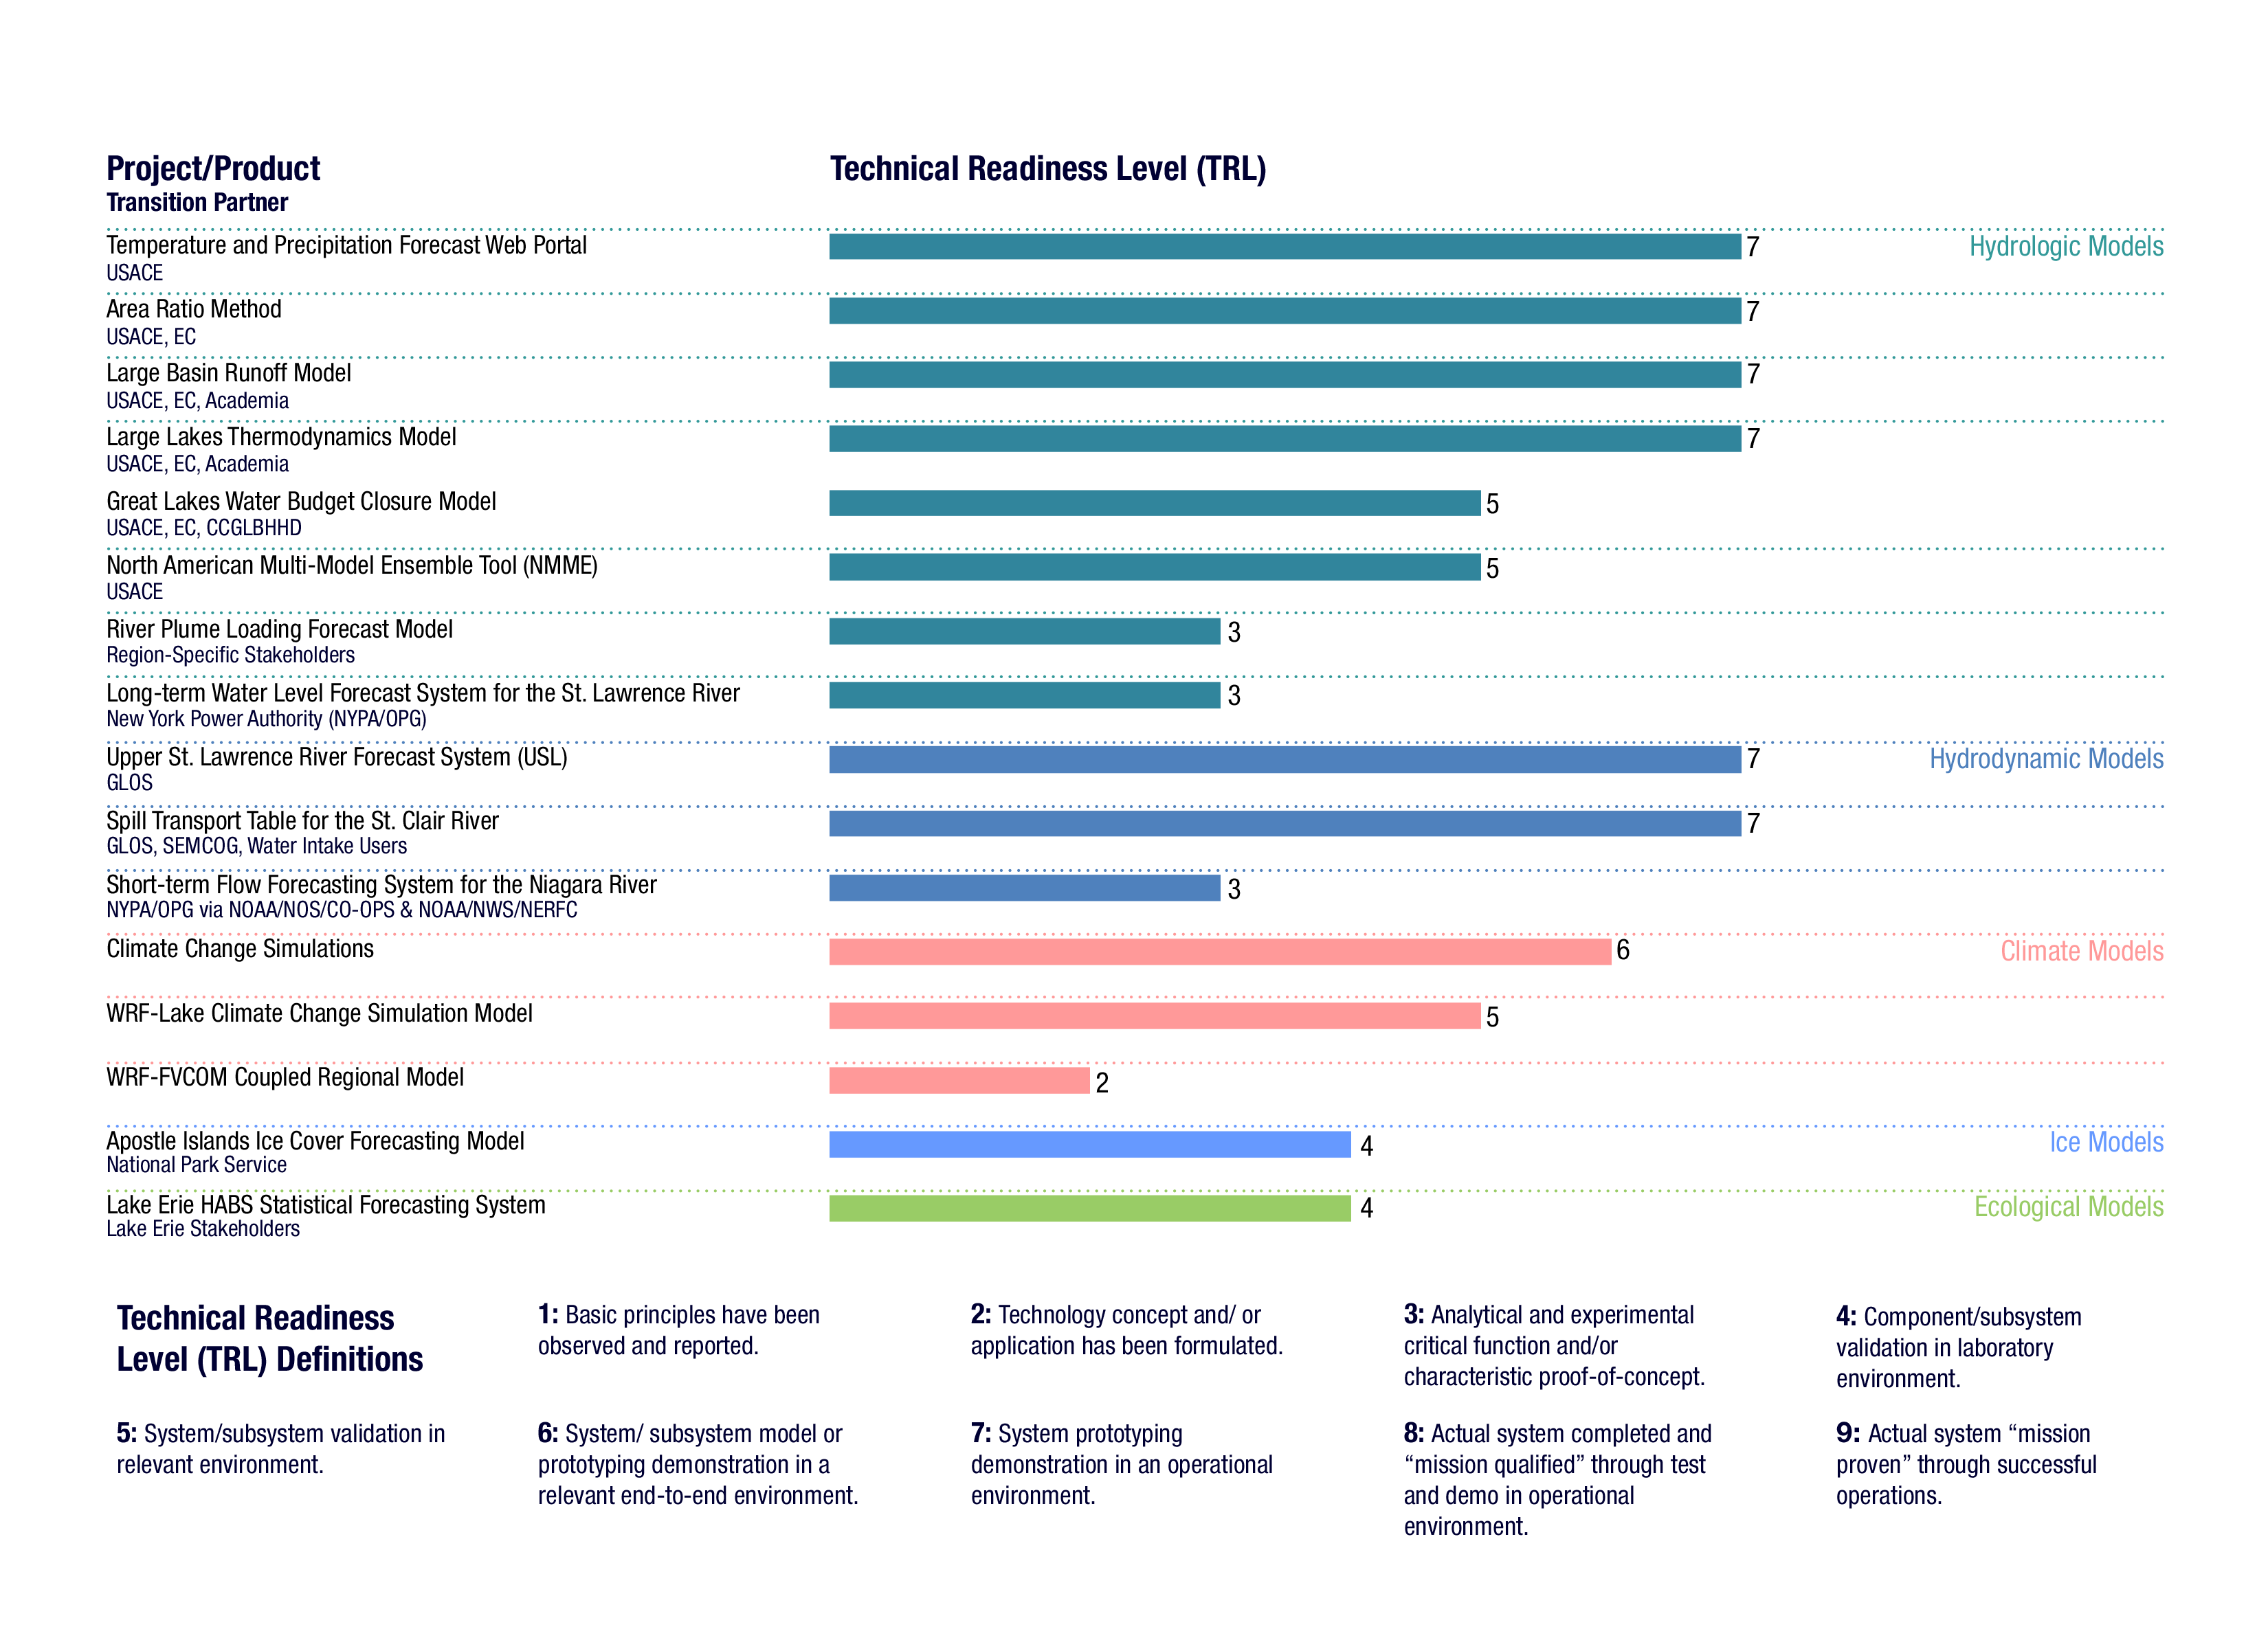 Project/Product
Technical Readiness Level (TRL)
Transition Partner
Temperature and Precipitation Forecast Web Portal
7
Hydrologic Models
USACE
Area Ratio Method
7
USACE, EC
Large Basin Runoff Model
7
USACE, EC, Academia
Large Lakes Thermodynamics Model
7
USACE, EC, Academia
Great Lakes Water Budget Closure Model
5
USACE, EC, CCGLBHHD
North American Multi-Model Ensemble Tool (NMME)
5
USACE
River Plume Loading Forecast Model
3
Region-Specific Stakeholders
Long-term Water Level Forecast System for the St. Lawrence River
3
New York Power Authority (NYPA/OPG)
Upper St. Lawrence River Forecast System (USL)
7
Hydrodynamic Models
GLOS
Spill Transport Table for the St. Clair River
7
GLOS, SEMCOG, Water Intake Users
Short-term Flow Forecasting System for the Niagara River
3
NYPA/OPG via NOAA/NOS/CO-OPS & NOAA/NWS/NERFC
Climate Change Simulations
6
Climate Models
WRF-Lake Climate Change Simulation Model
5
WRF-FVCOM Coupled Regional Model
2
Apostle Islands Ice Cover Forecasting Model
4
Ice Models
National Park Service
Lake Erie HABS Statistical Forecasting System
4
Ecological Models
Lake Erie Stakeholders
Technical Readiness
Level (TRL) Definitions
1: Basic principles have been
observed and reported.
2: Technology concept and/ or
application has been formulated.
3: Analytical and experimental
critical function and/or
characteristic proof-of-concept.
4: Component/subsystem
validation in laboratory
environment.
5: System/subsystem validation in
relevant environment.
6: System/ subsystem model or
prototyping demonstration in a
relevant end-to-end environment.
7: System prototyping
demonstration in an operational
environment.
8: Actual system completed and
“mission qualified” through test
and demo in operational
environment.
9: Actual system “mission
proven” through successful
operations.